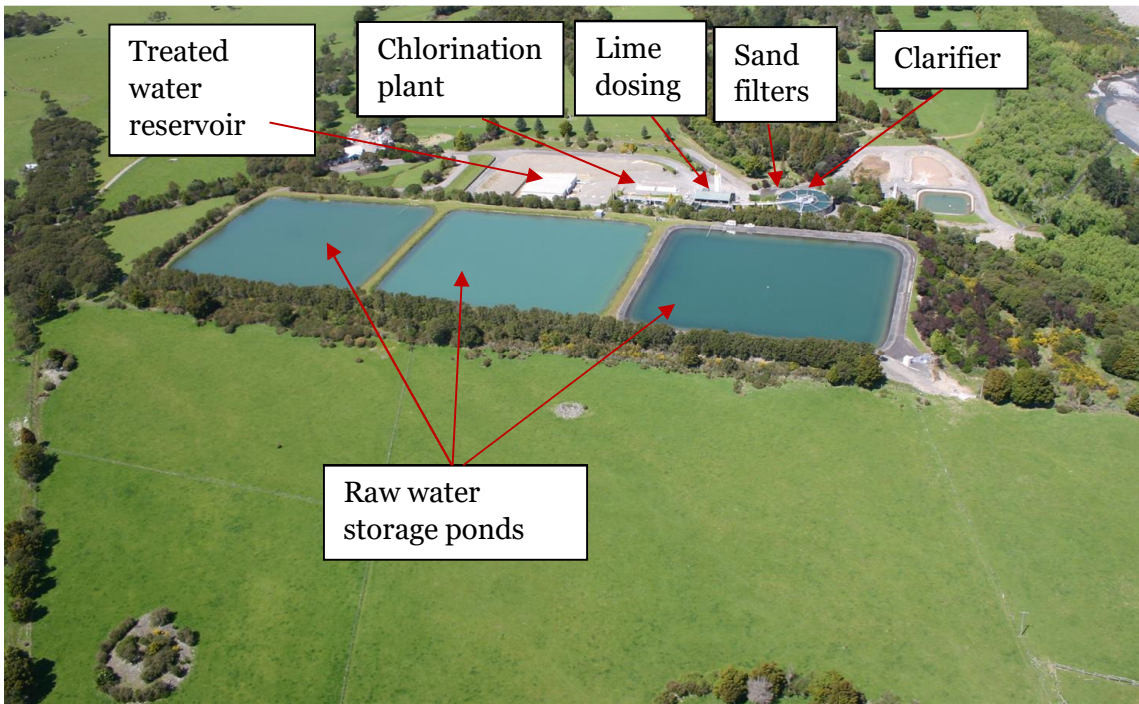 Treated
water
reservoir
Chlorination
plant
Lime
dosing
Sand
filters
Clarifier
Raw water
storage ponds